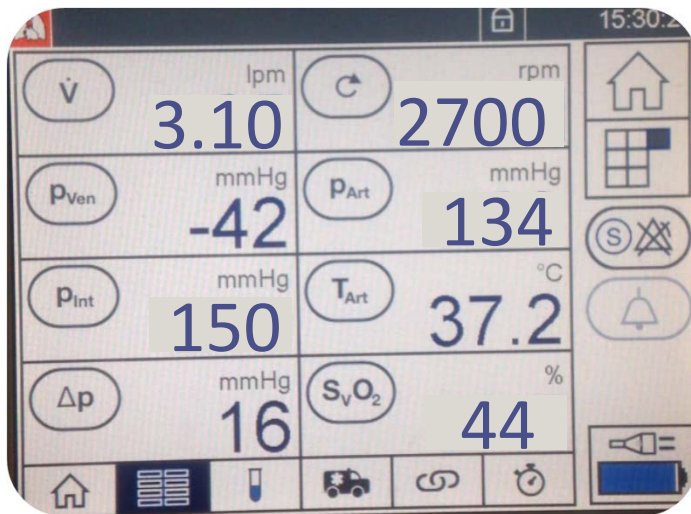 15:30:2
V̇ lpm 3.10
rpm 2700
pVen mmHg -42
pArt mmHg 134
pInt mmHg 150
TArt °C 37.2
S
Δp mmHg 16
SvO2 % 44